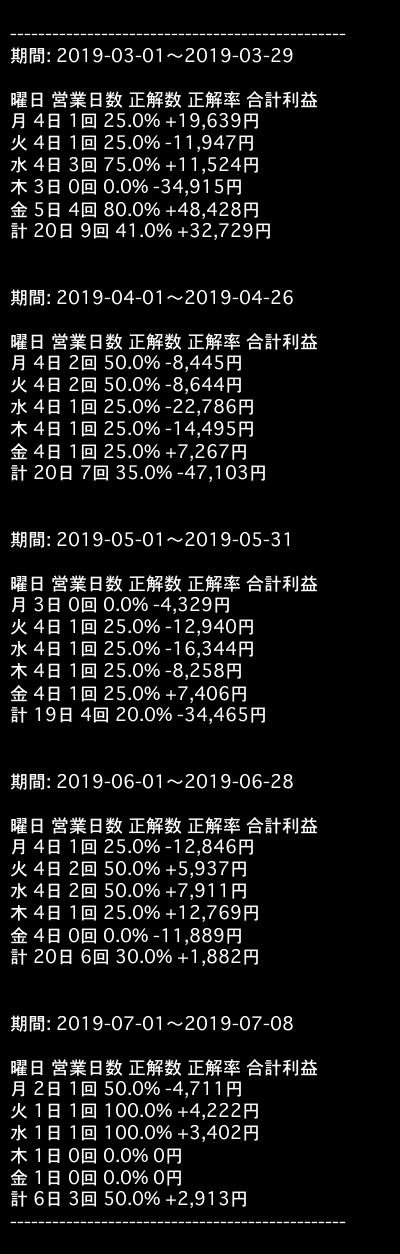 ------------------------------------------------
期間: 2019-03-01〜2019-03-29
曜日 営業日数 正解数 正解率 合計利益
月 4日 1回 25.0% +19,639円
火 4日 1回 25.0% -11,947円
水 4日 3回 75.0% +11,524円
木 3日 0回 0.0% -34,915円
金 5日 4回 80.0% +48,428円
計 20日 9回 41.0% +32,729円
期間: 2019-04-01〜2019-04-26
曜日 営業日数 正解数 正解率 合計利益
月 4日 2回 50.0% -8,445円
火 4日 2回 50.0% -8,644円
水 4日 1回 25.0% -22,786円
木 4日 1回 25.0% -14,495円
金 4日 1回 25.0% +7,267円
計 20日 7回 35.0% -47,103円
期間: 2019-05-01〜2019-05-31
曜日 営業日数 正解数 正解率 合計利益
月 3日 0回 0.0% -4,329円
火 4日 1回 25.0% -12,940円
水 4日 1回 25.0% -16,344円
木 4日 1回 25.0% -8,258円
金 4日 1回 25.0% +7,406円
計 19日 4回 20.0% -34,465円
期間: 2019-06-01〜2019-06-28
曜日 営業日数 正解数 正解率 合計利益
月 4日 1回 25.0% -12,846円
火 4日 2回 50.0% +5,937円
水 4日 2回 50.0% +7,911円
木 4日 1回 25.0% +12,769円
金 4日 0回 0.0% -11,889円
計 20日 6回 30.0% +1,882円
期間: 2019-07-01〜2019-07-08
曜日 営業日数 正解数 正解率 合計利益
月 2日 1回 50.0% -4,711円
火 1日 1回 100.0% +4,222円
水 1日 1回 100.0% +3,402円
木 1日 0回 0.0% 0円
金 1日 0回 0.0% 0円
計 6日 3回 50.0% +2,913円
------------------------------------------------